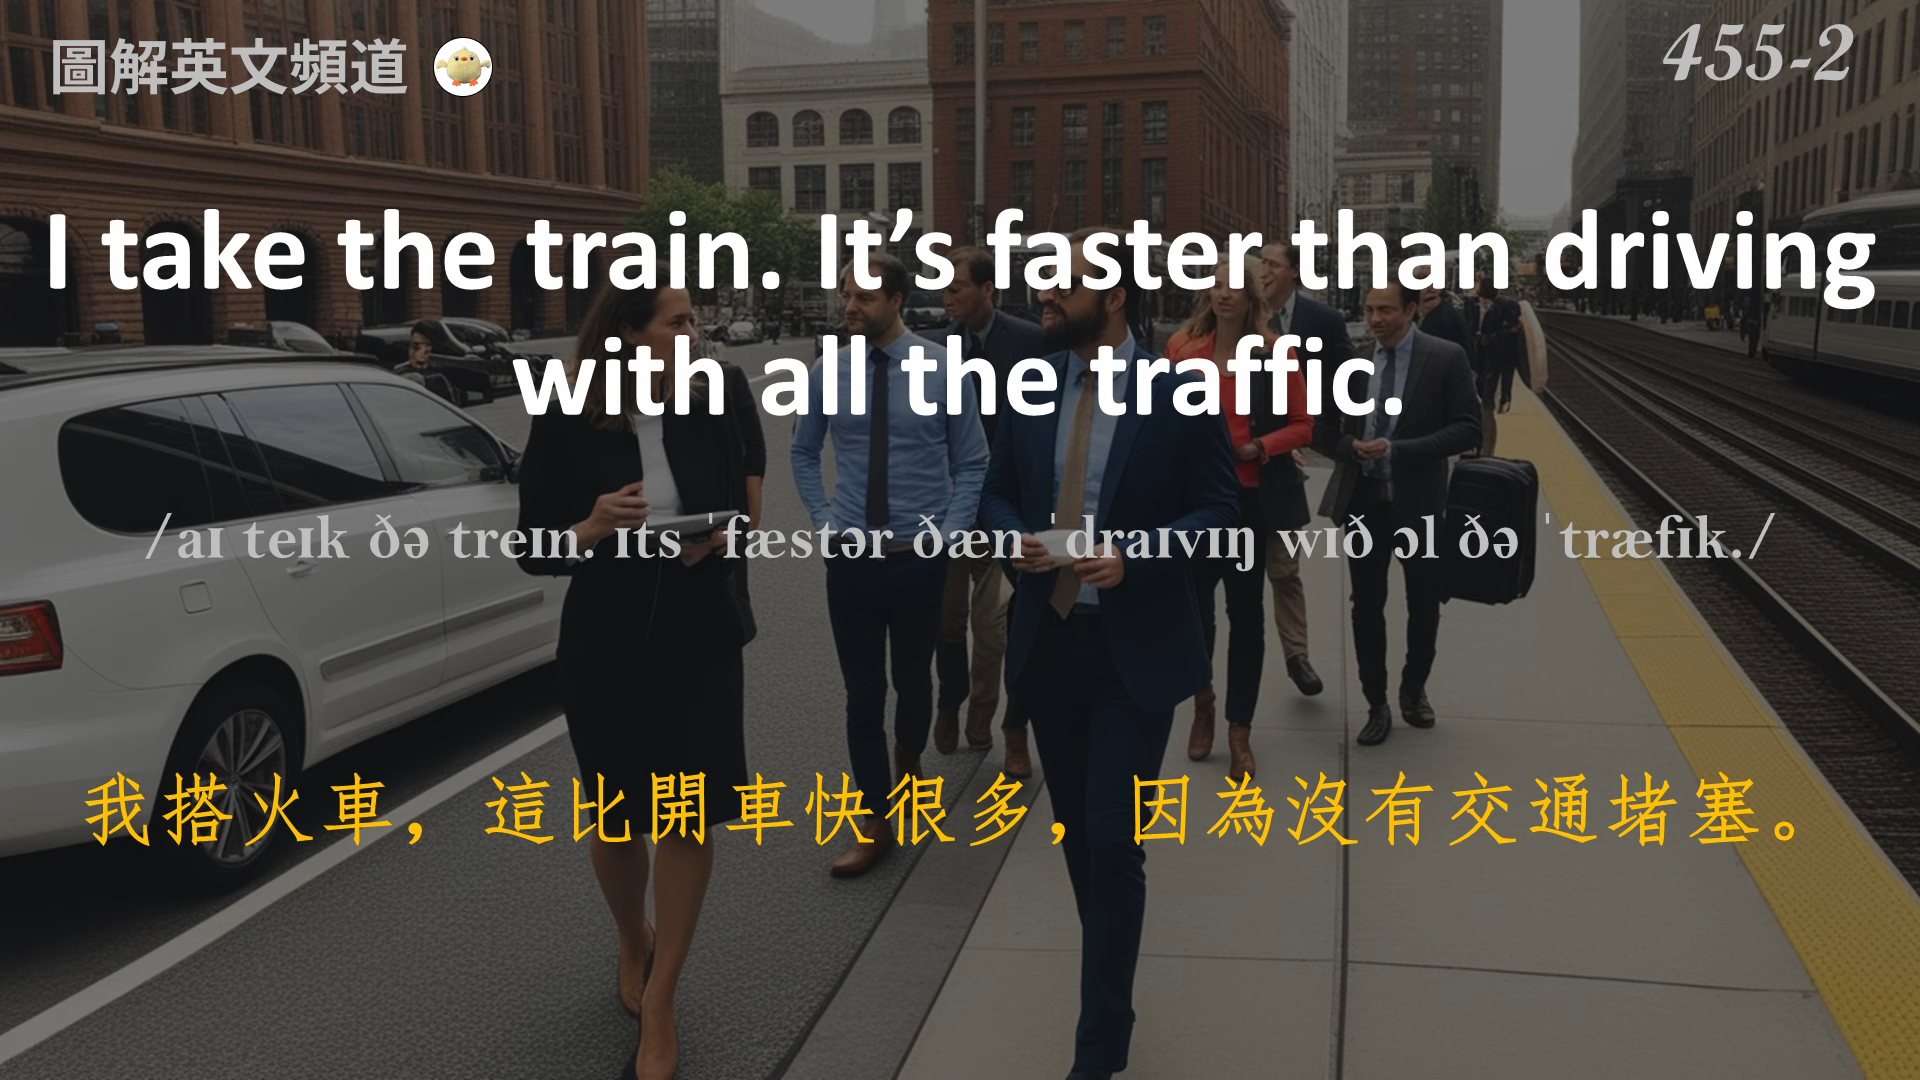 圖解英文頻道
455-2
I take the train. It’s faster than driving
with all the traffic.
/aɪ teɪk ðə treɪn. ɪts ˈfæstər ðæn ˈdraɪvɪŋ wɪð ɔl ðə ˈtræfɪk./
我搭火車，這比開車快很多，因為沒有交通堵塞。